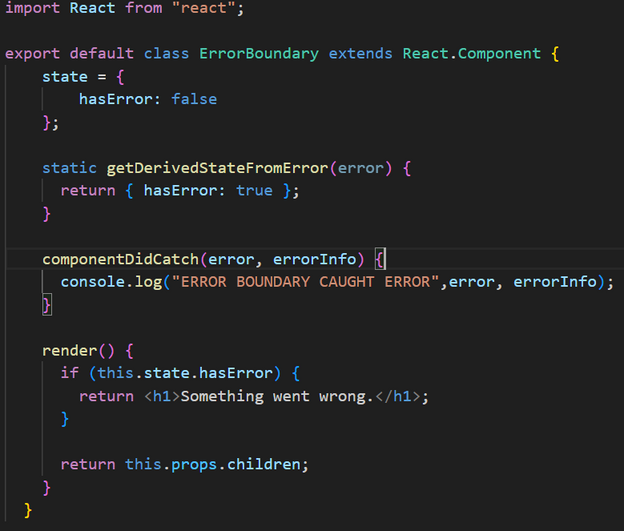 import React from "react";
export default class ErrorBoundary extends React.Component {
state = {
hasError: false
};
static getDerivedStateFromError(error) {
return { hasError: true };
}
componentDidCatch(error, errorInfo) {
console.log("ERROR BOUNDARY CAUGHT ERROR",error, errorInfo);
}
render() {
if (this.state.hasError) {
return <h1>Something went wrong.</h1>;
}
return this.props.children;
}
}